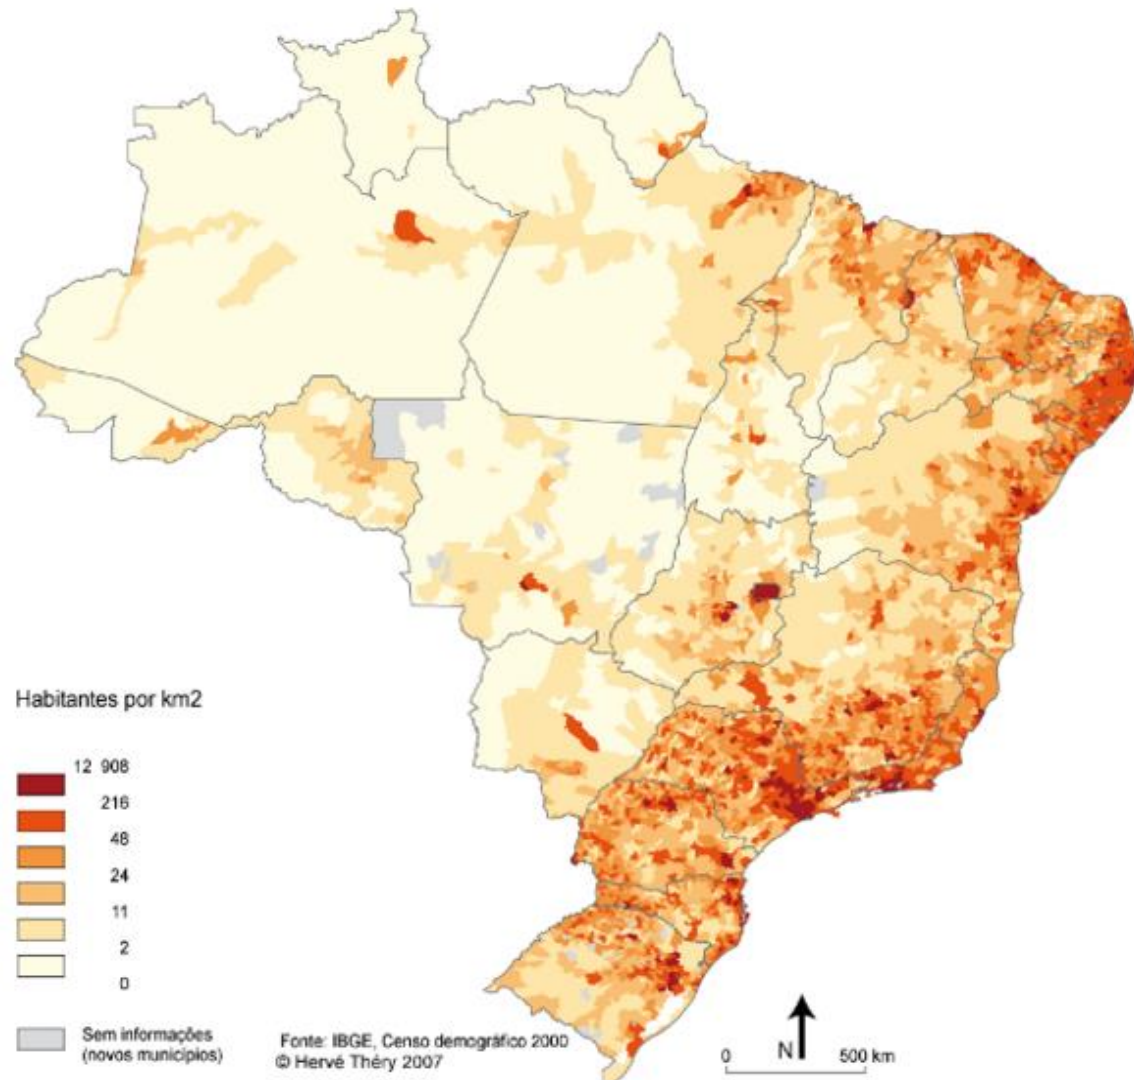 Habitantes por km2
12 908
216
48
24
11
2
0
Sem informações
(novos municípios)
Fonte: IBGE, Censo demográfico 2000
© Hervé Théry 2007
N
0 500 km